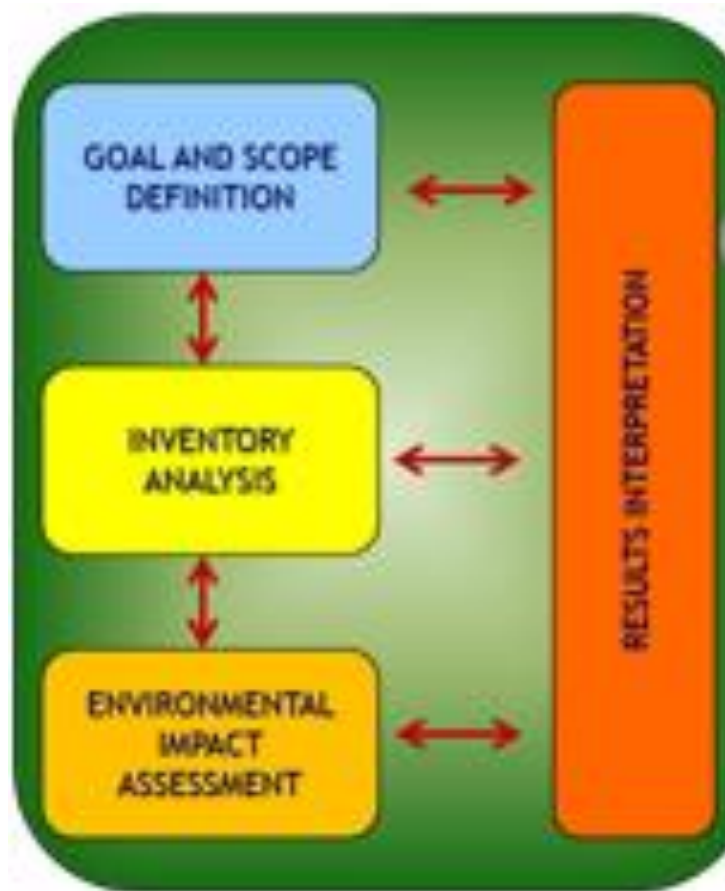 GOAL AND SCOPE
DEFINITION
INVENTORY
ANALYSIS
ENVIRONMENTAL
IMPACT
ASSESSMENT
RESULTS INTERPRETATION